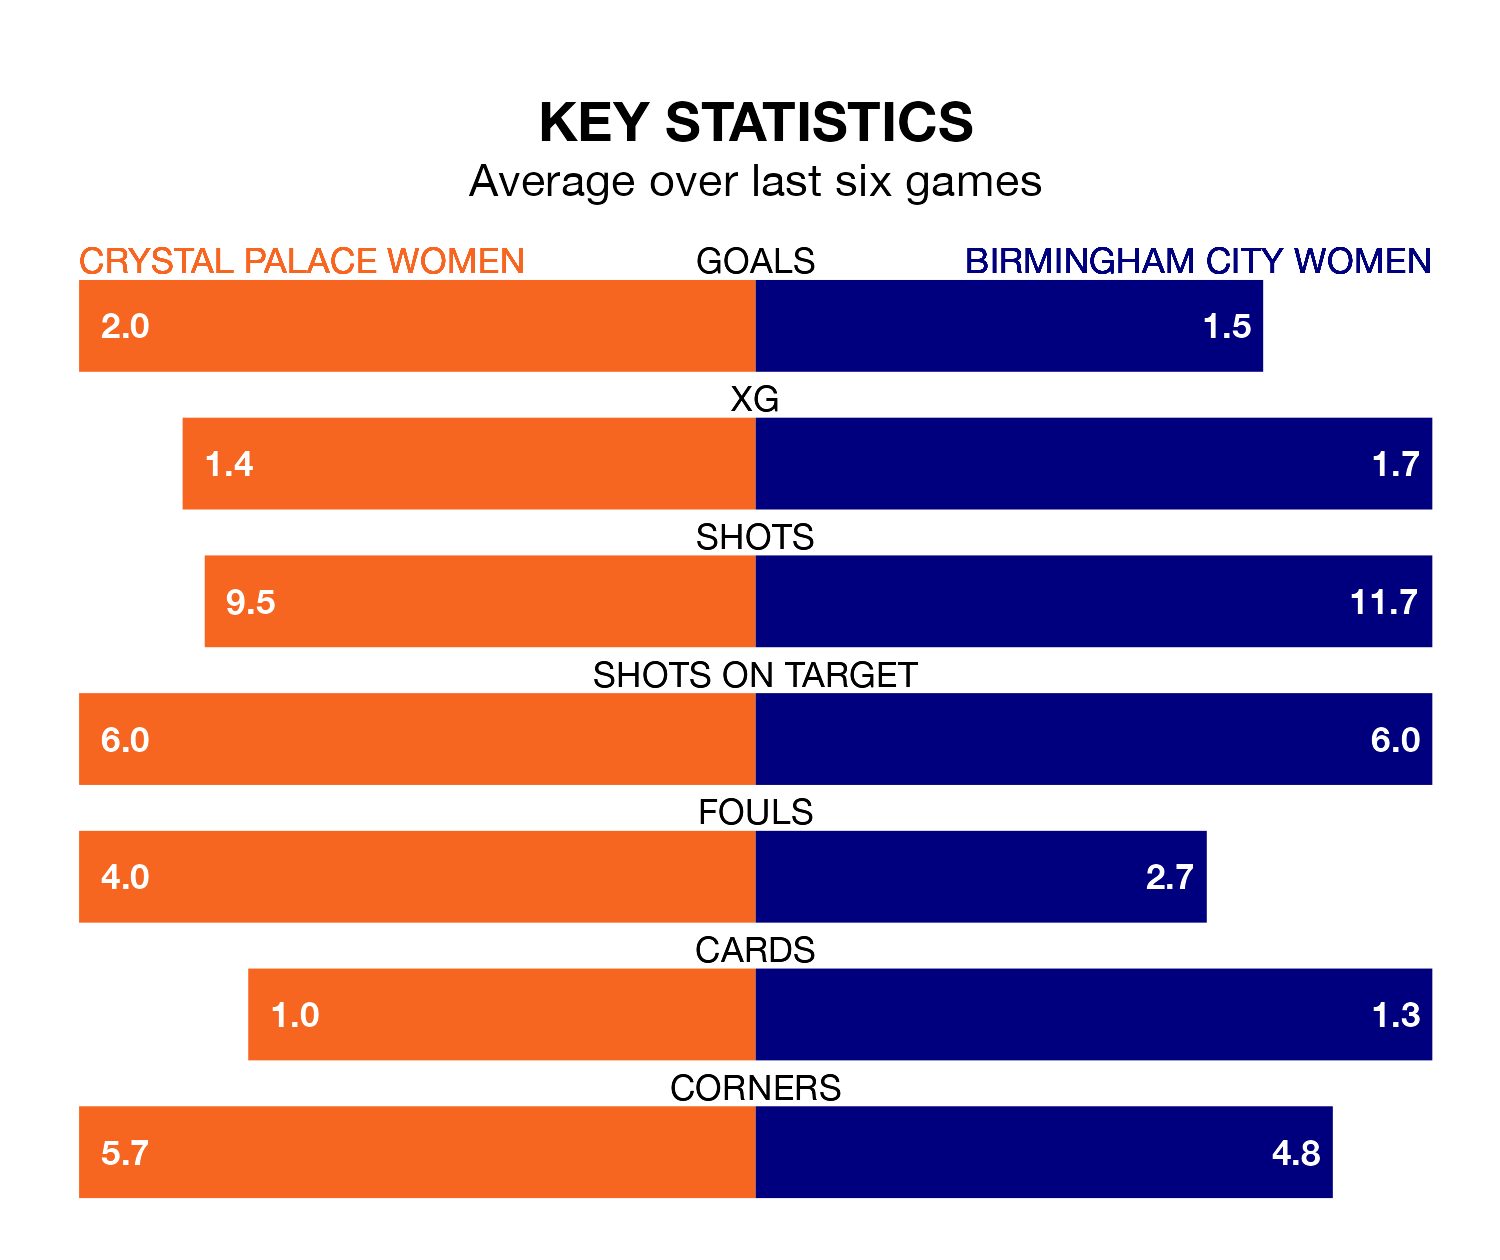 KEY STATISTICS
Average over last six games
CRYSTAL PALACE WOMEN GOALS BIRMINGHAM CITY WOMEN
2.0 1.5
XG
1.4 1.7
SHOTS
9.5 11.7
SHOTS ON TARGET
6.0 6.0
FOULS
4.0 2.7
CARDS
1.0 1.3
CORNERS
5.7 4.8